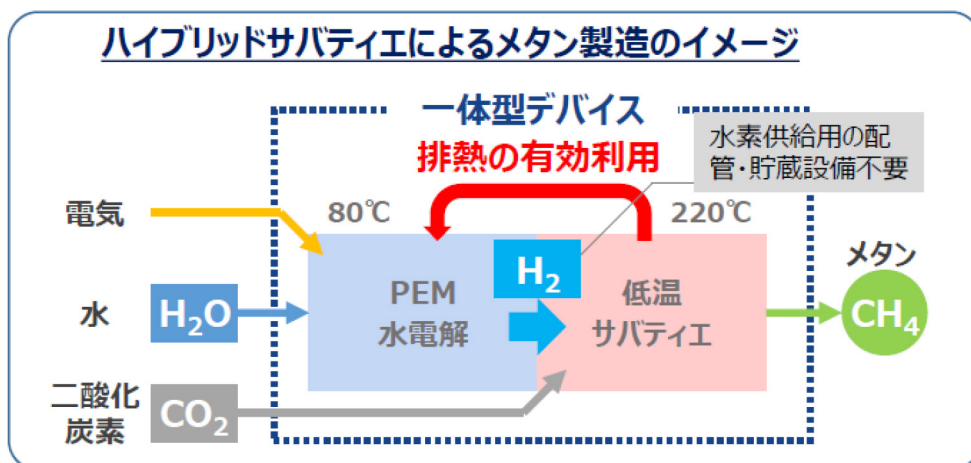 ハイブリッドサバティエによるメタン製造のイメージ
一体型デバイス
排熱の有効利用
水素供給用の配
管・貯蔵設備不要
電気
80℃
220℃
メタン
水
H₂O
PEM
水電解
H₂
低温
サバティエ
CH₄
二酸化
炭素
CO₂